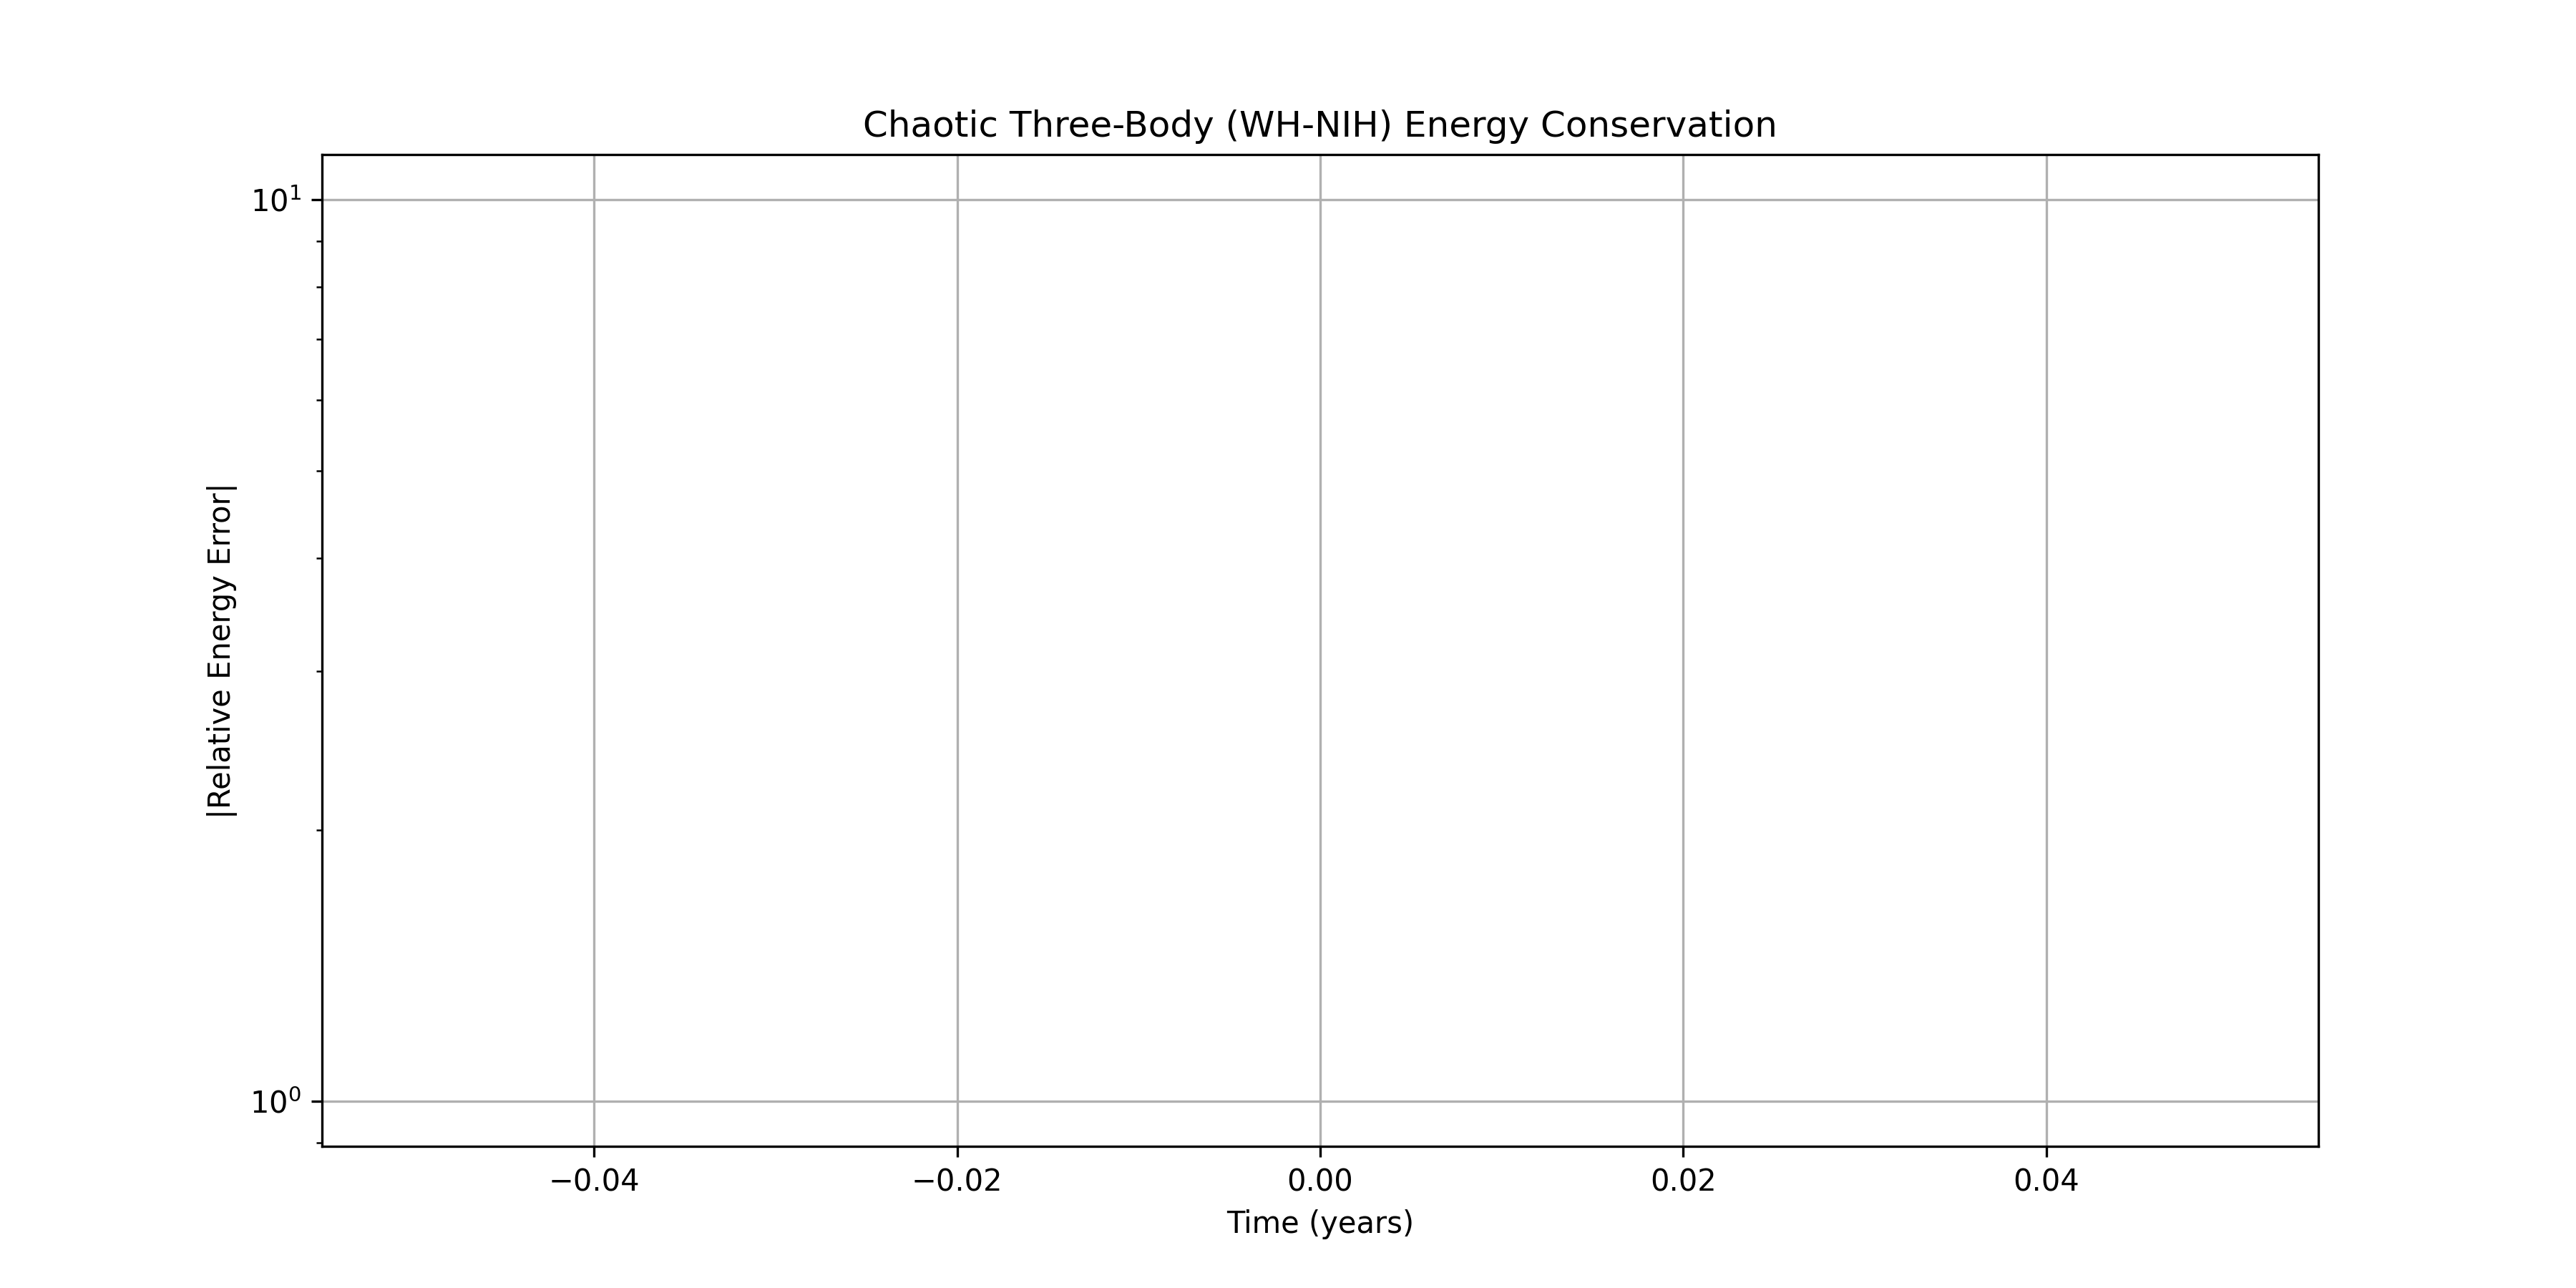 Chaotic Three-Body (WH-NIH) Energy Conservation
10¹
|Relative Energy Error|
10⁰
−0.04 −0.02 0.00 0.02 0.04
Time (years)